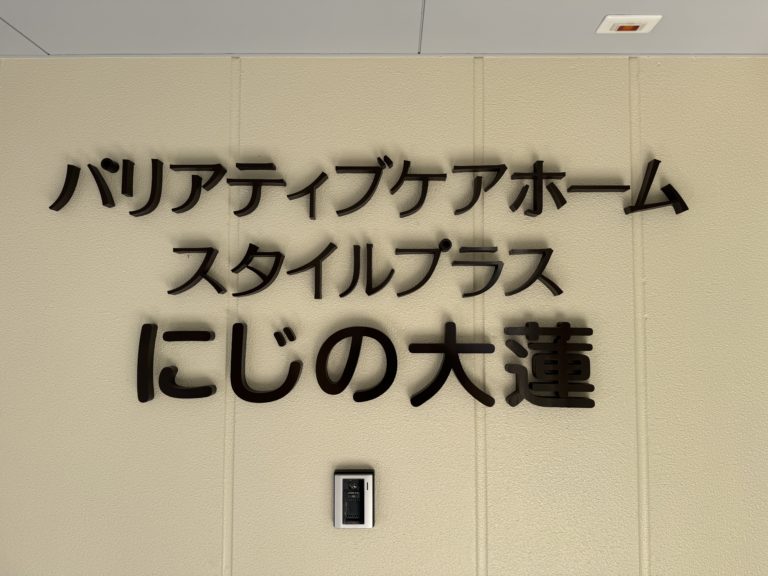 パリアティブケアホーム
スタイルプラス
にじの大蓮